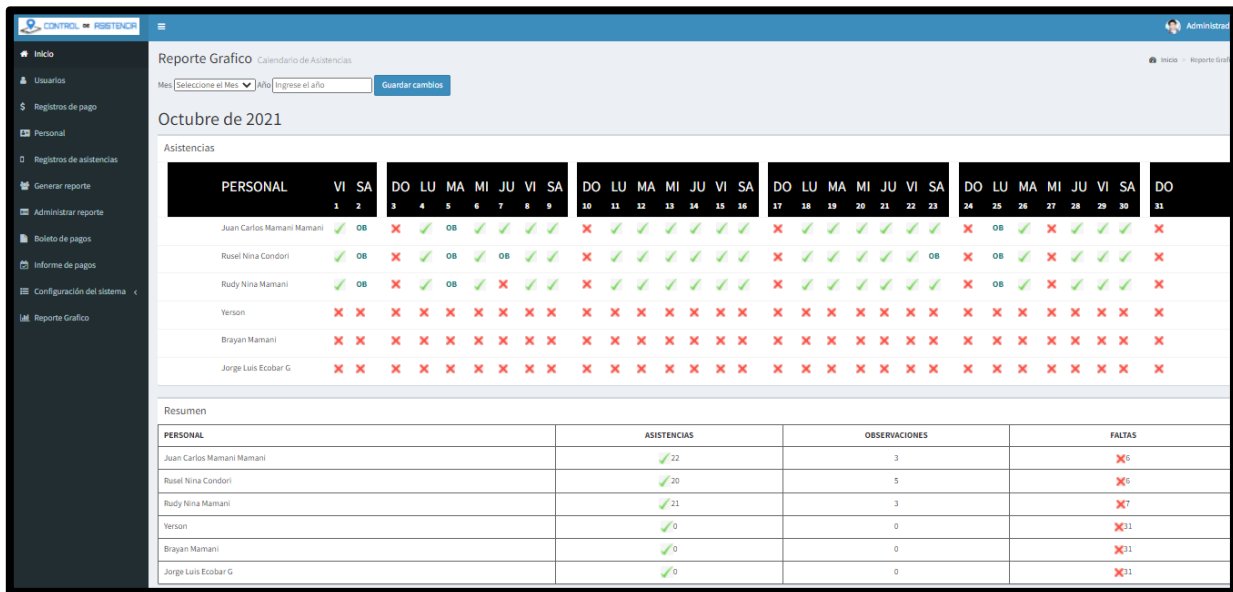 CONTROL DE ASISTENCIA
Administrad
Inicio
Reporte Grafico Calendario de Asistencias
Inicio > Reporte Grafi
Usuarios
Mes Seleccione el Mes Año Ingrese el año Guardar cambios
Registros de pago
Octubre de 2021
Personal
Asistencias
Registros de asistencias
Generar reporte
Administrar reporte
Boleto de pagos
Informe de pagos
Configuración del sistema
Reporte Grafico
PERSONAL VI SA DO LU MA MI JU VI SA DO LU MA MI JU VI SA DO LU MA MI JU VI SA DO LU MA MI JU VI SA DO
1 2 3 4 5 6 7 8 9 10 11 12 13 14 15 16 17 18 19 20 21 22 23 24 25 26 27 28 29 30 31
Juan Carlos Mamani Mamani OB OB OB
Rusel Nina Condori OB OB OB OB OB
Rudy Nina Mamani OB OB OB
Yerson
Brayan Mamani
Jorge Luis Ecobar G
Resumen
PERSONAL ASISTENCIAS OBSERVACIONES FALTAS
Juan Carlos Mamani Mamani 22 3 6
Rusel Nina Condori 20 5 6
Rudy Nina Mamani 21 3 7
Yerson 0 0 31
Brayan Mamani 0 0 31
Jorge Luis Ecobar G 0 0 31